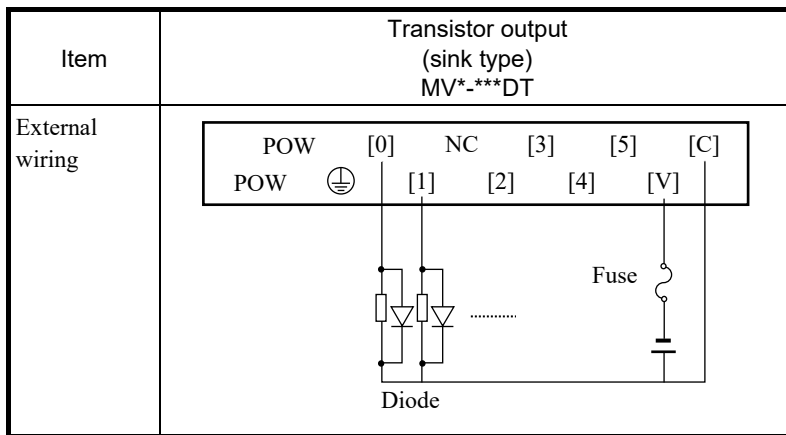 Item
Transistor output
(sink type)
MV*-***DT
External
wiring
POW [0] NC [3] [5] [C]
POW [1] [2] [4] [V]
Fuse
Diode